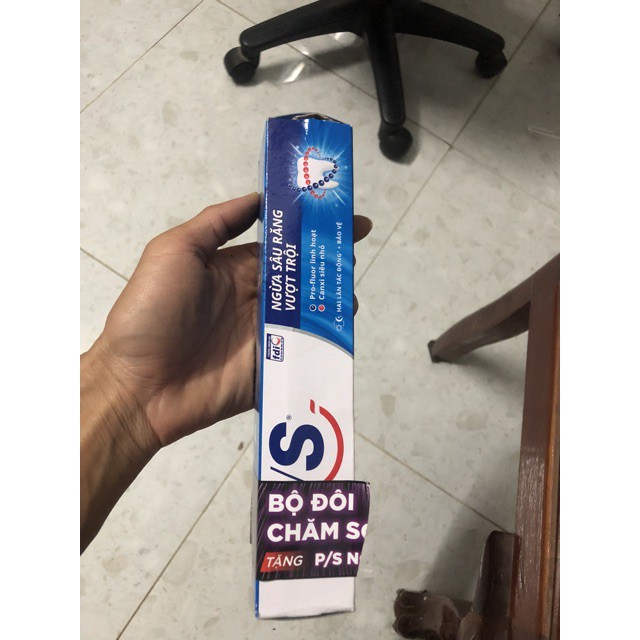 NGỪA SÂU RĂNG
VƯỢT TRỘI
Pro-fluor linh hoạt
Canxi siêu nhỏ
HAI LẦN TÁC ĐỘNG* • BẢO VỆ
fdi
/S®
BỘ ĐÔI
CHĂM SÓ
TẶNG P/S N